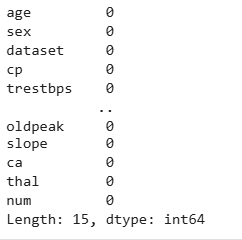 age 0
sex 0
dataset 0
cp 0
trestbps 0
..
oldpeak 0
slope 0
ca 0
thal 0
num 0
Length: 15, dtype: int64